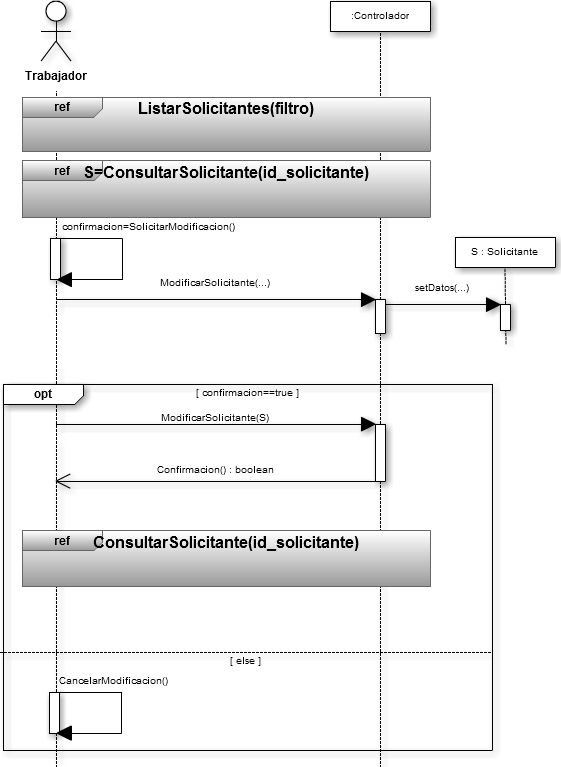 :Controlador
Trabajador
ref
ListarSolicitantes(filtro)
ref
S=ConsultarSolicitante(id_solicitante)
confirmacion=SolicitarModificacion()
S : Solicitante
ModificarSolicitante(...)
setDatos(...)
opt
[ confirmacion==true ]
ModificarSolicitante(S)
Confirmacion() : boolean
ref
ConsultarSolicitante(id_solicitante)
[ else ]
CancelarModificacion()